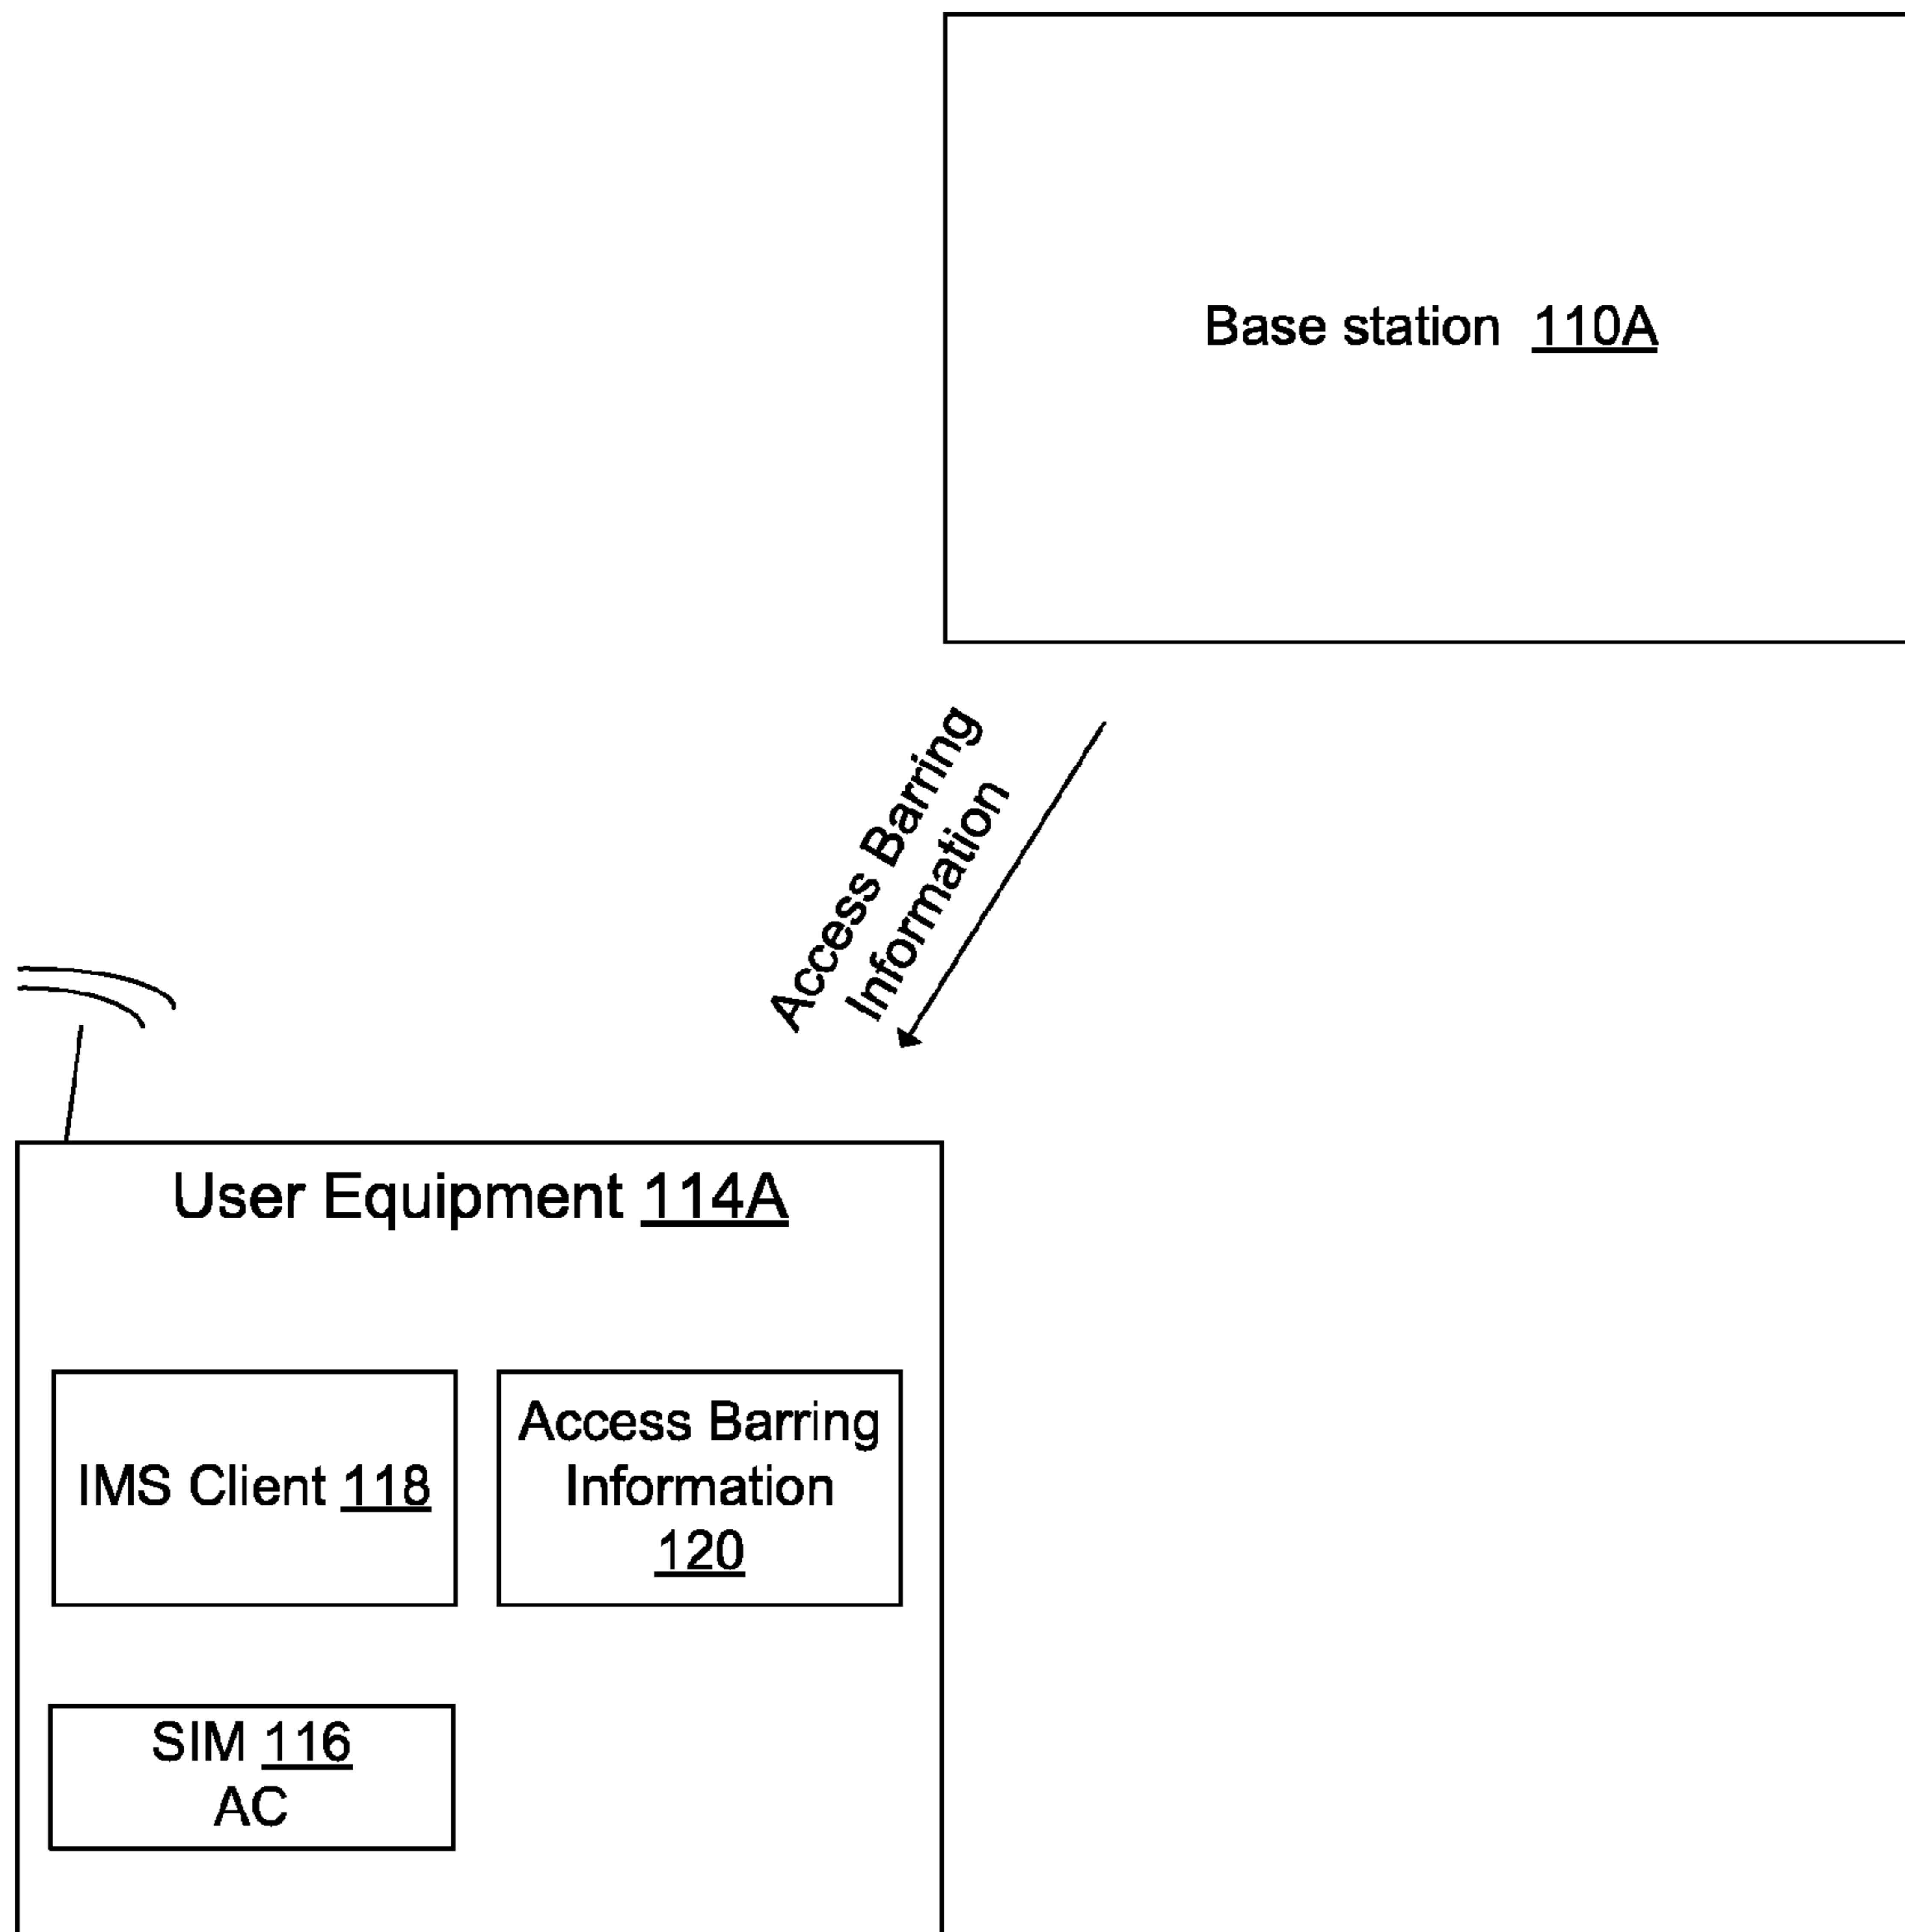 Base station 110A
Access Barring
Information
User Equipment 114A
IMS Client 118
Access Barring
Information
120
SIM 116
AC